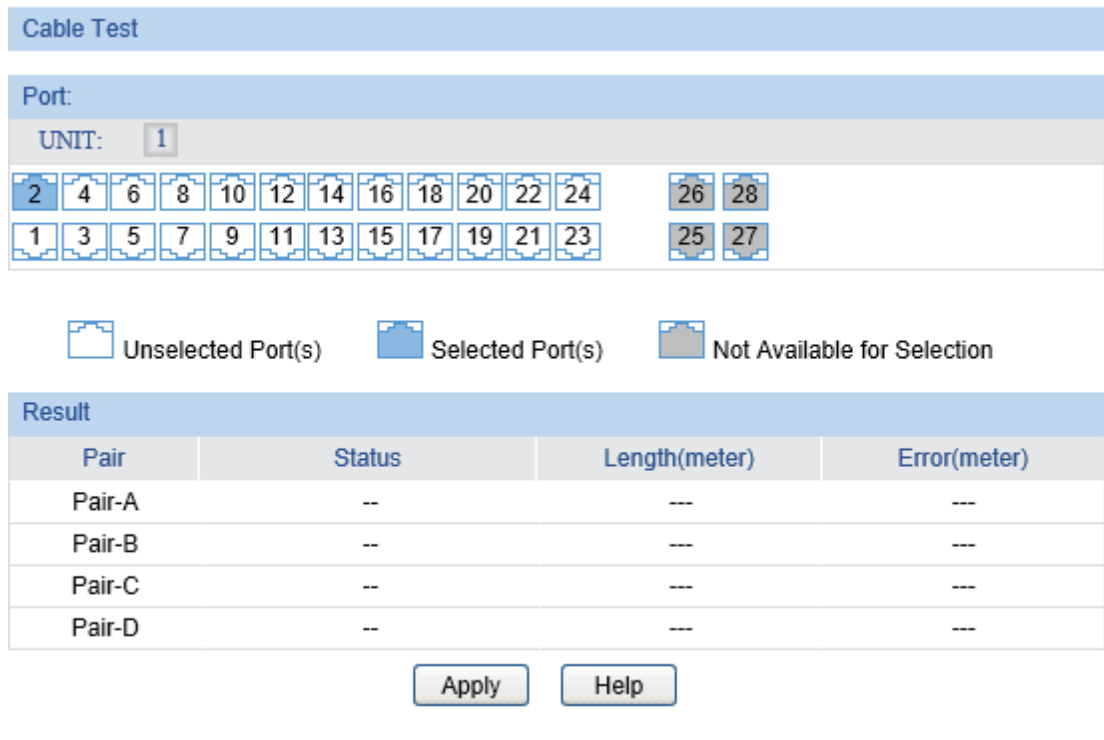 Cable Test
Port:
UNIT: 1
2 4 6 8 10 12 14 16 18 20 22 24 26 28
1 3 5 7 9 11 13 15 17 19 21 23 25 27
Unselected Port(s) Selected Port(s) Not Available for Selection
Result
Pair Status Length(meter) Error(meter)
Pair-A -- --- ---
Pair-B -- --- ---
Pair-C -- --- ---
Pair-D -- --- ---
Apply Help